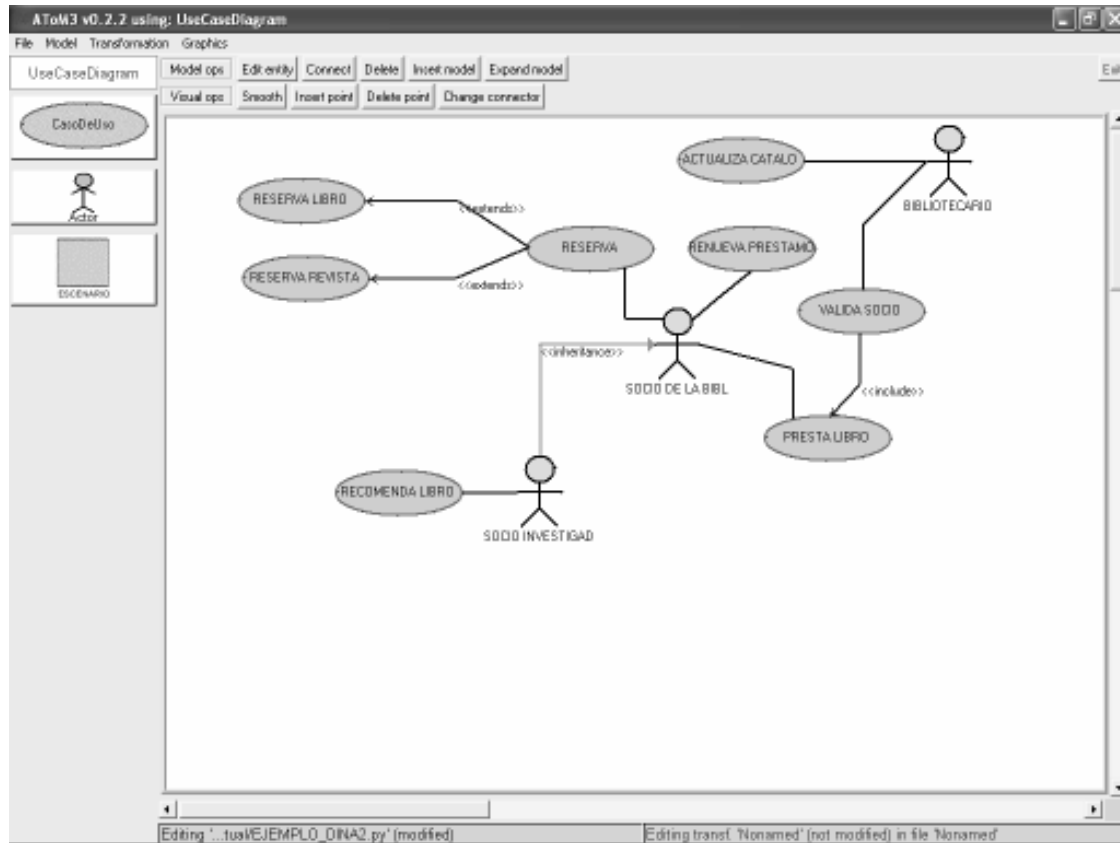 AToM3 v0.2.2 using: UseCaseDiagram
File Model Transformation Graphics
UseCaseDiagram
Model ops Edit entity Connect Delete Insert model Expand model
Visual ops Smooth Insert point Delete point Change connector
CasoDeUso
Actor
ESCENARIO
ACTUALIZA CATALO
BIBLIOTECARIO
RESERVA LIBRO
<<extends>>
RESERVA
RENUEVA PRESTAMO
RESERVA REVISTA
<<extends>>
VALIDA SOCIO
<<inheritance>>
SOCIO DE LA BIBL
<<include>>
PRESTA LIBRO
RECOMENDA LIBRO
SOCIO INVESTIGAD
Editing '...tual/EJEMPLO_DINA2.py' (modified)
Editing transf. 'Nonamed' (not modified) in file 'Nonamed'